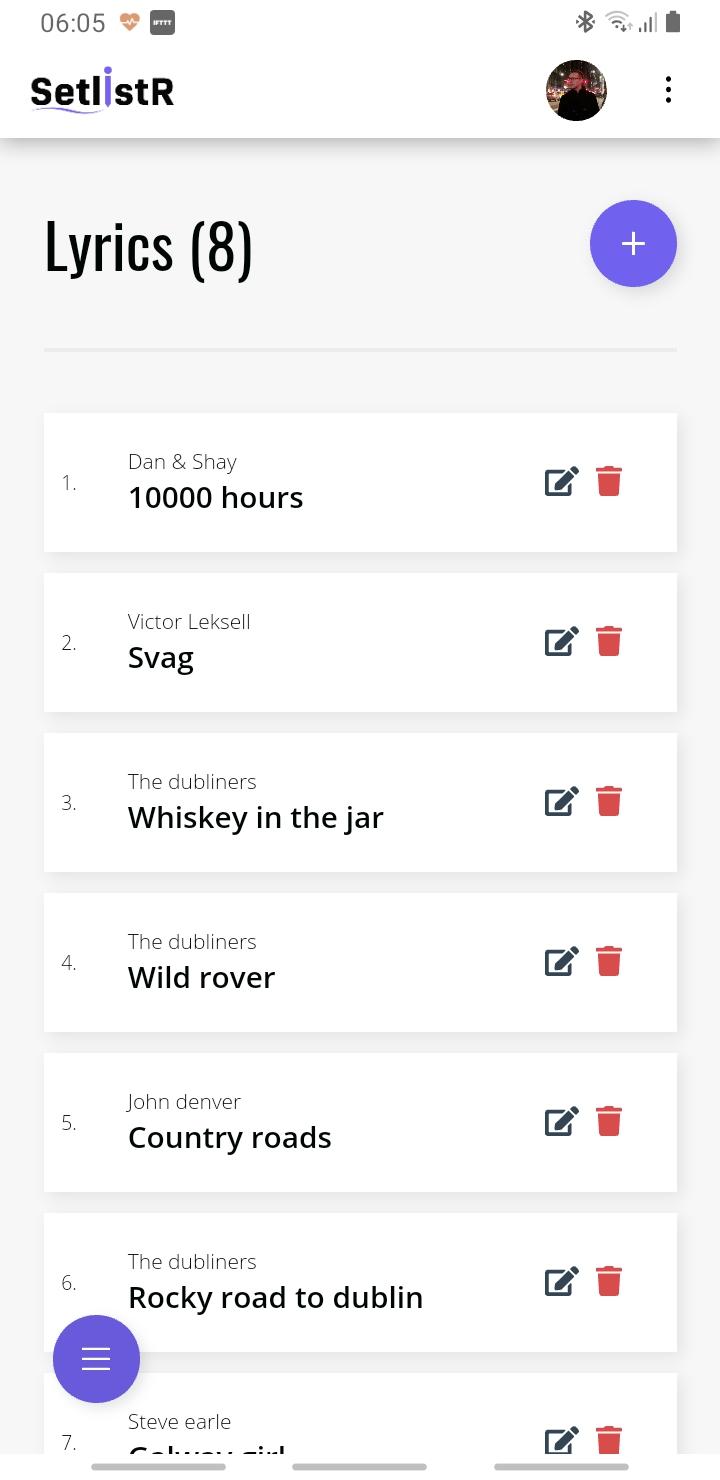 06:05
IFTTT
SetlistR
Lyrics (8)
1.
Dan & Shay
10000 hours
2.
Victor Leksell
Svag
3.
The dubliners
Whiskey in the jar
4.
The dubliners
Wild rover
5.
John denver
Country roads
6.
The dubliners
Rocky road to dublin
7.
Steve earle
Galway girl